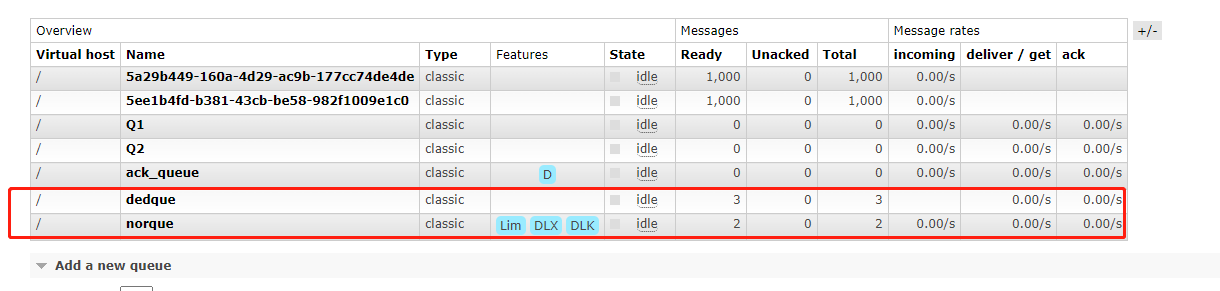 Overview Messages Message rates +/-
Virtual host Name Type Features State Ready Unacked Total incoming deliver / get ack
/ 5a29b449-160a-4d29-ac9b-177cc74de4de classic idle 1,000 0 1,000 0.00/s
/ 5ee1b4fd-b381-43cb-be58-982f1009e1c0 classic idle 1,000 0 1,000 0.00/s
/ Q1 classic idle 0 0 0 0.00/s 0.00/s 0.00/s
/ Q2 classic idle 0 0 0 0.00/s 0.00/s 0.00/s
/ ack_queue classic D idle 0 0 0 0.00/s 0.00/s 0.00/s
/ dedque classic idle 3 0 3 0.00/s 0.00/s
/ norque classic Lim DLX DLK idle 2 0 2 0.00/s 0.00/s 0.00/s
Add a new queue